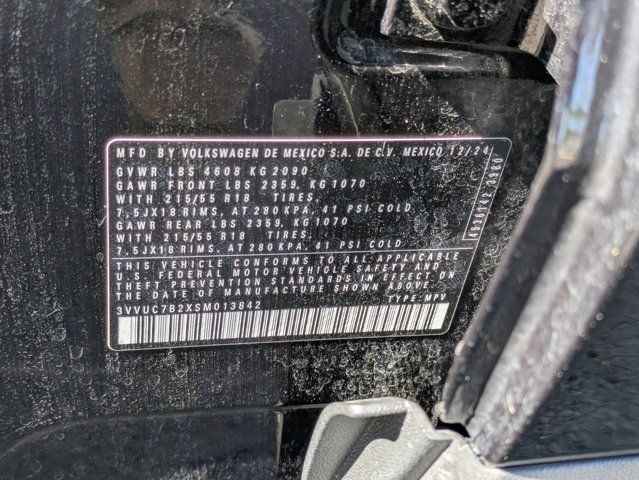 MFD BY VOLKSWAGEN DE MEXICO S.A. DE C.V. MEXICO 12/24
GVWR LBS 4608 KG 2090
GAWR FRONT LBS 2359, KG 1070
WITH 215/55 R18 TIRES,
7.5JX18 RIMS, AT 280 KPA, 41 PSI COLD
GAWR REAR LBS 2359, KG 1070
WITH 215/55 R18 TIRES,
7.5JX18 RIMS, AT 280 KPA, 41 PSI COLD
THIS VEHICLE CONFORMS TO ALL APPLICABLE
U.S. FEDERAL MOTOR VEHICLE SAFETY AND
THEFT PREVENTION STANDARDS IN EFFECT ON
DATE OF MANUFACTURE SHOWN ABOVE
3VVUC7B2XSM013842
TYPE: MPV